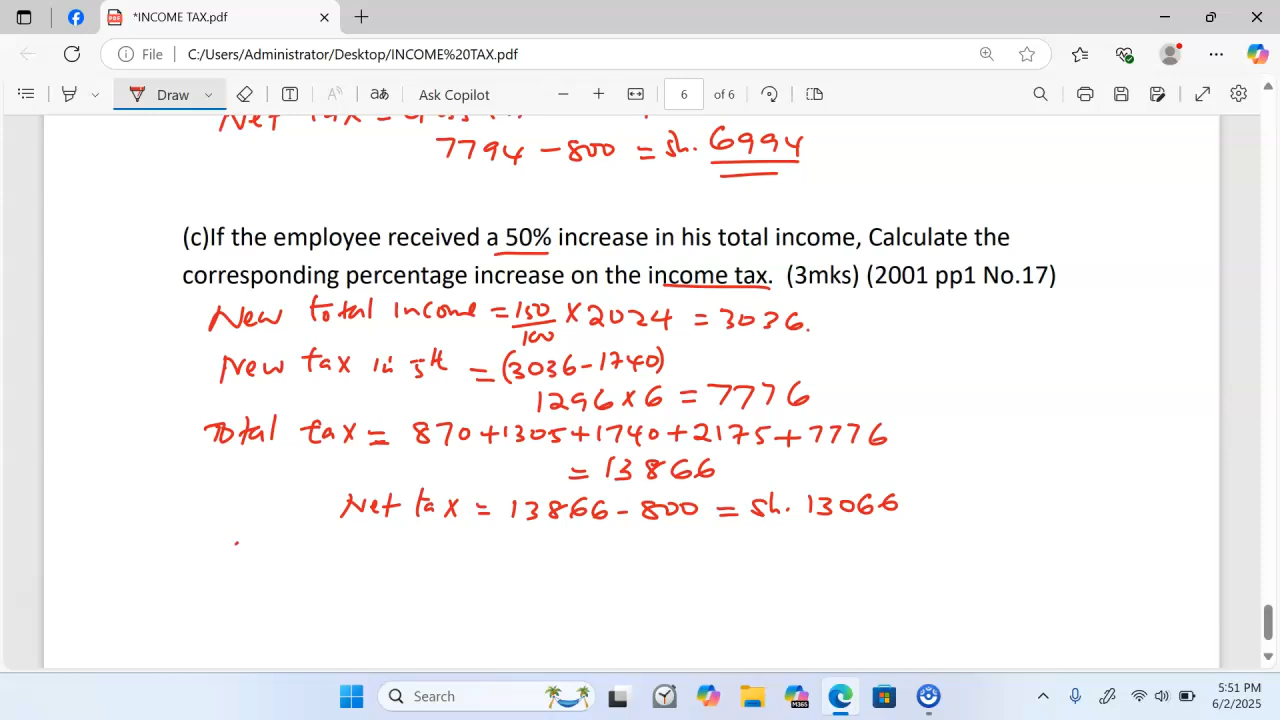 *INCOME TAX.pdf
File C:/Users/Administrator/Desktop/INCOME%20TAX.pdf
Draw Ask Copilot 6 of 6
Net tax =
7794 - 800 = sh. 6994
(c)If the employee received a 50% increase in his total income, Calculate the
corresponding percentage increase on the income tax. (3mks) (2001 pp1 No.17)
New total income = 150/100 × 2024 = 3036.
New tax in 5th = (3036 - 1740)
1296 × 6 = 7776
Total tax = 870 + 1305 + 1740 + 2175 + 7776
= 13866
Net tax = 13866 - 800 = sh. 13066
Search
5:51 PM
6/2/2025